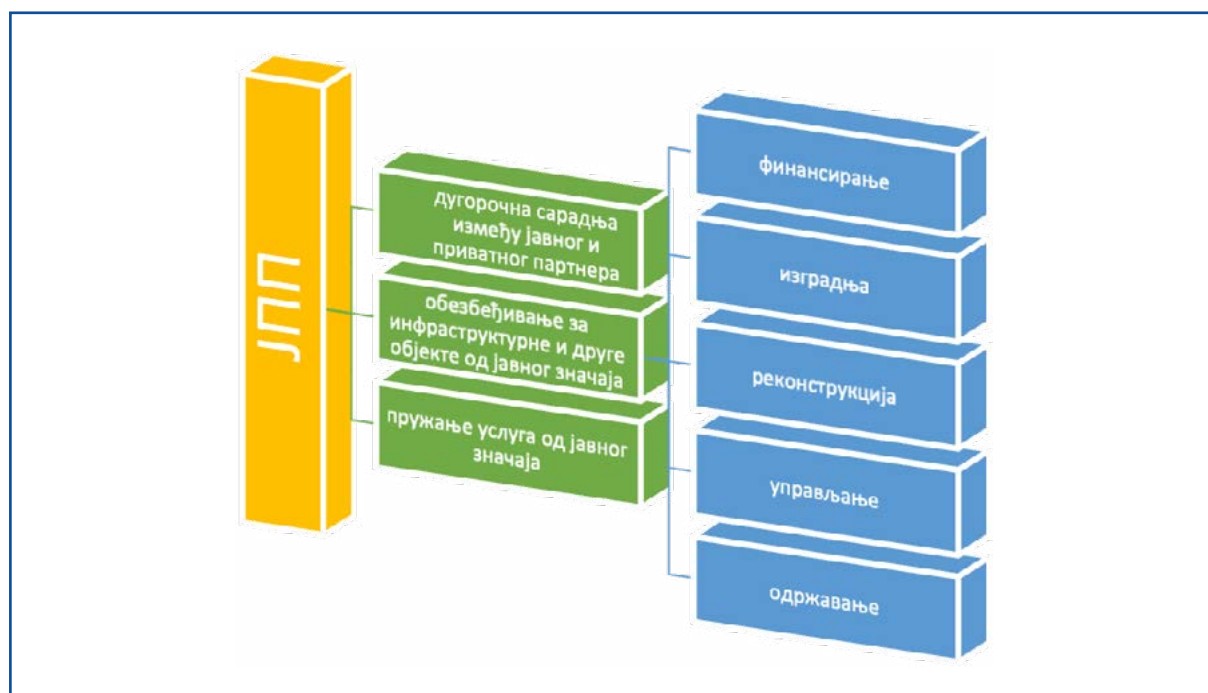 ЈПП
дугорочна сарадња
између јавног и
приватног партнера
обезбеђивање за
инфраструктурне и друге
објекте од јавног значаја
пружање услуга од јавног
значаја
финансирање
изградња
реконструкција
управљање
одржавање